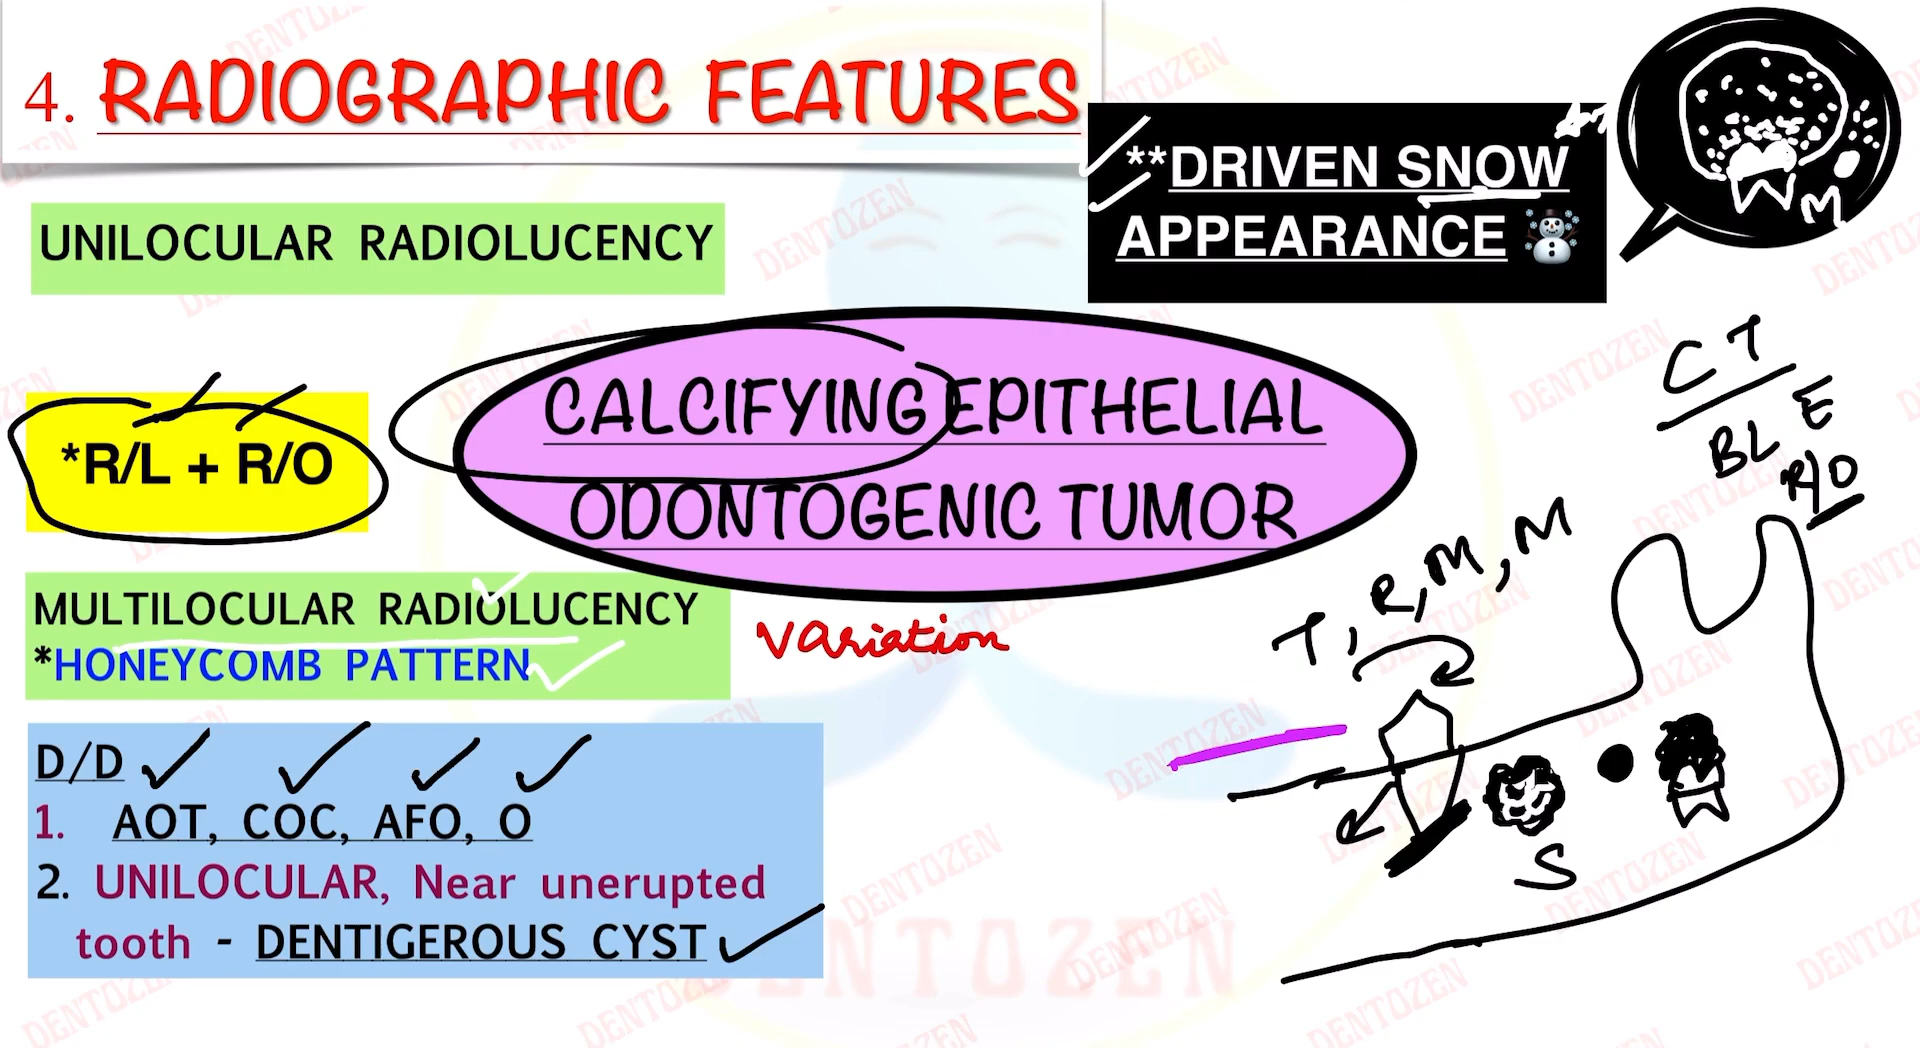 4. RADIOGRAPHIC FEATURES
**DRIVEN SNOW
APPEARANCE
M
UNILOCULAR RADIOLUCENCY
CALCIFYING EPITHELIAL
ODONTOGENIC TUMOR
*R/L + R/O
CT
BL E
R/O
MULTILOCULAR RADIOLUCENCY
*HONEYCOMB PATTERN
variation
T, R, M, M
D/D
1. AOT, COC, AFO, O
2. UNILOCULAR, Near unerupted
tooth - DENTIGEROUS CYST
S
DENTOZEN